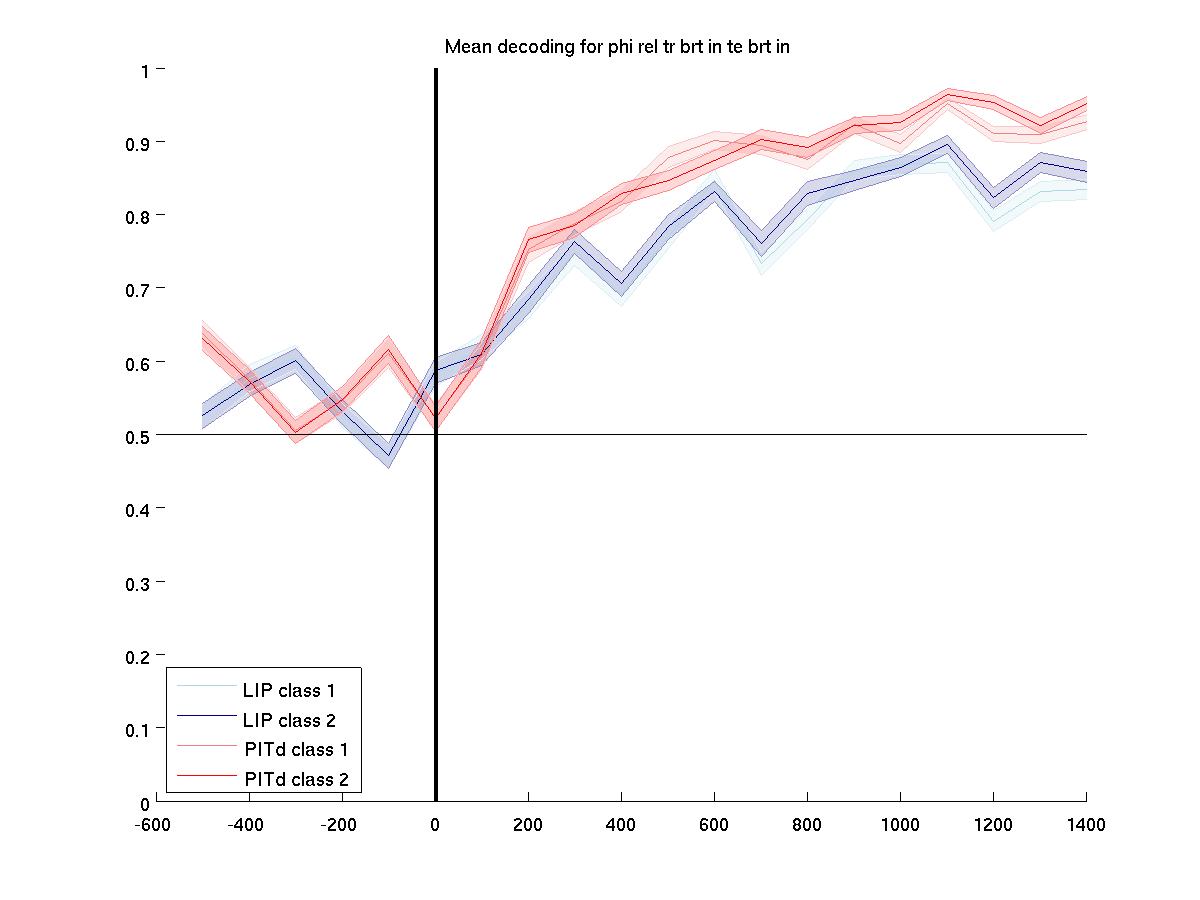 Mean decoding for phi rel tr brt in te brt in
1
0.9
0.8
0.7
0.6
0.5
0.4
0.3
0.2
0.1
0
LIP class 1
LIP class 2
PITd class 1
PITd class 2
-600 -400 -200 0 200 400 600 800 1000 1200 1400